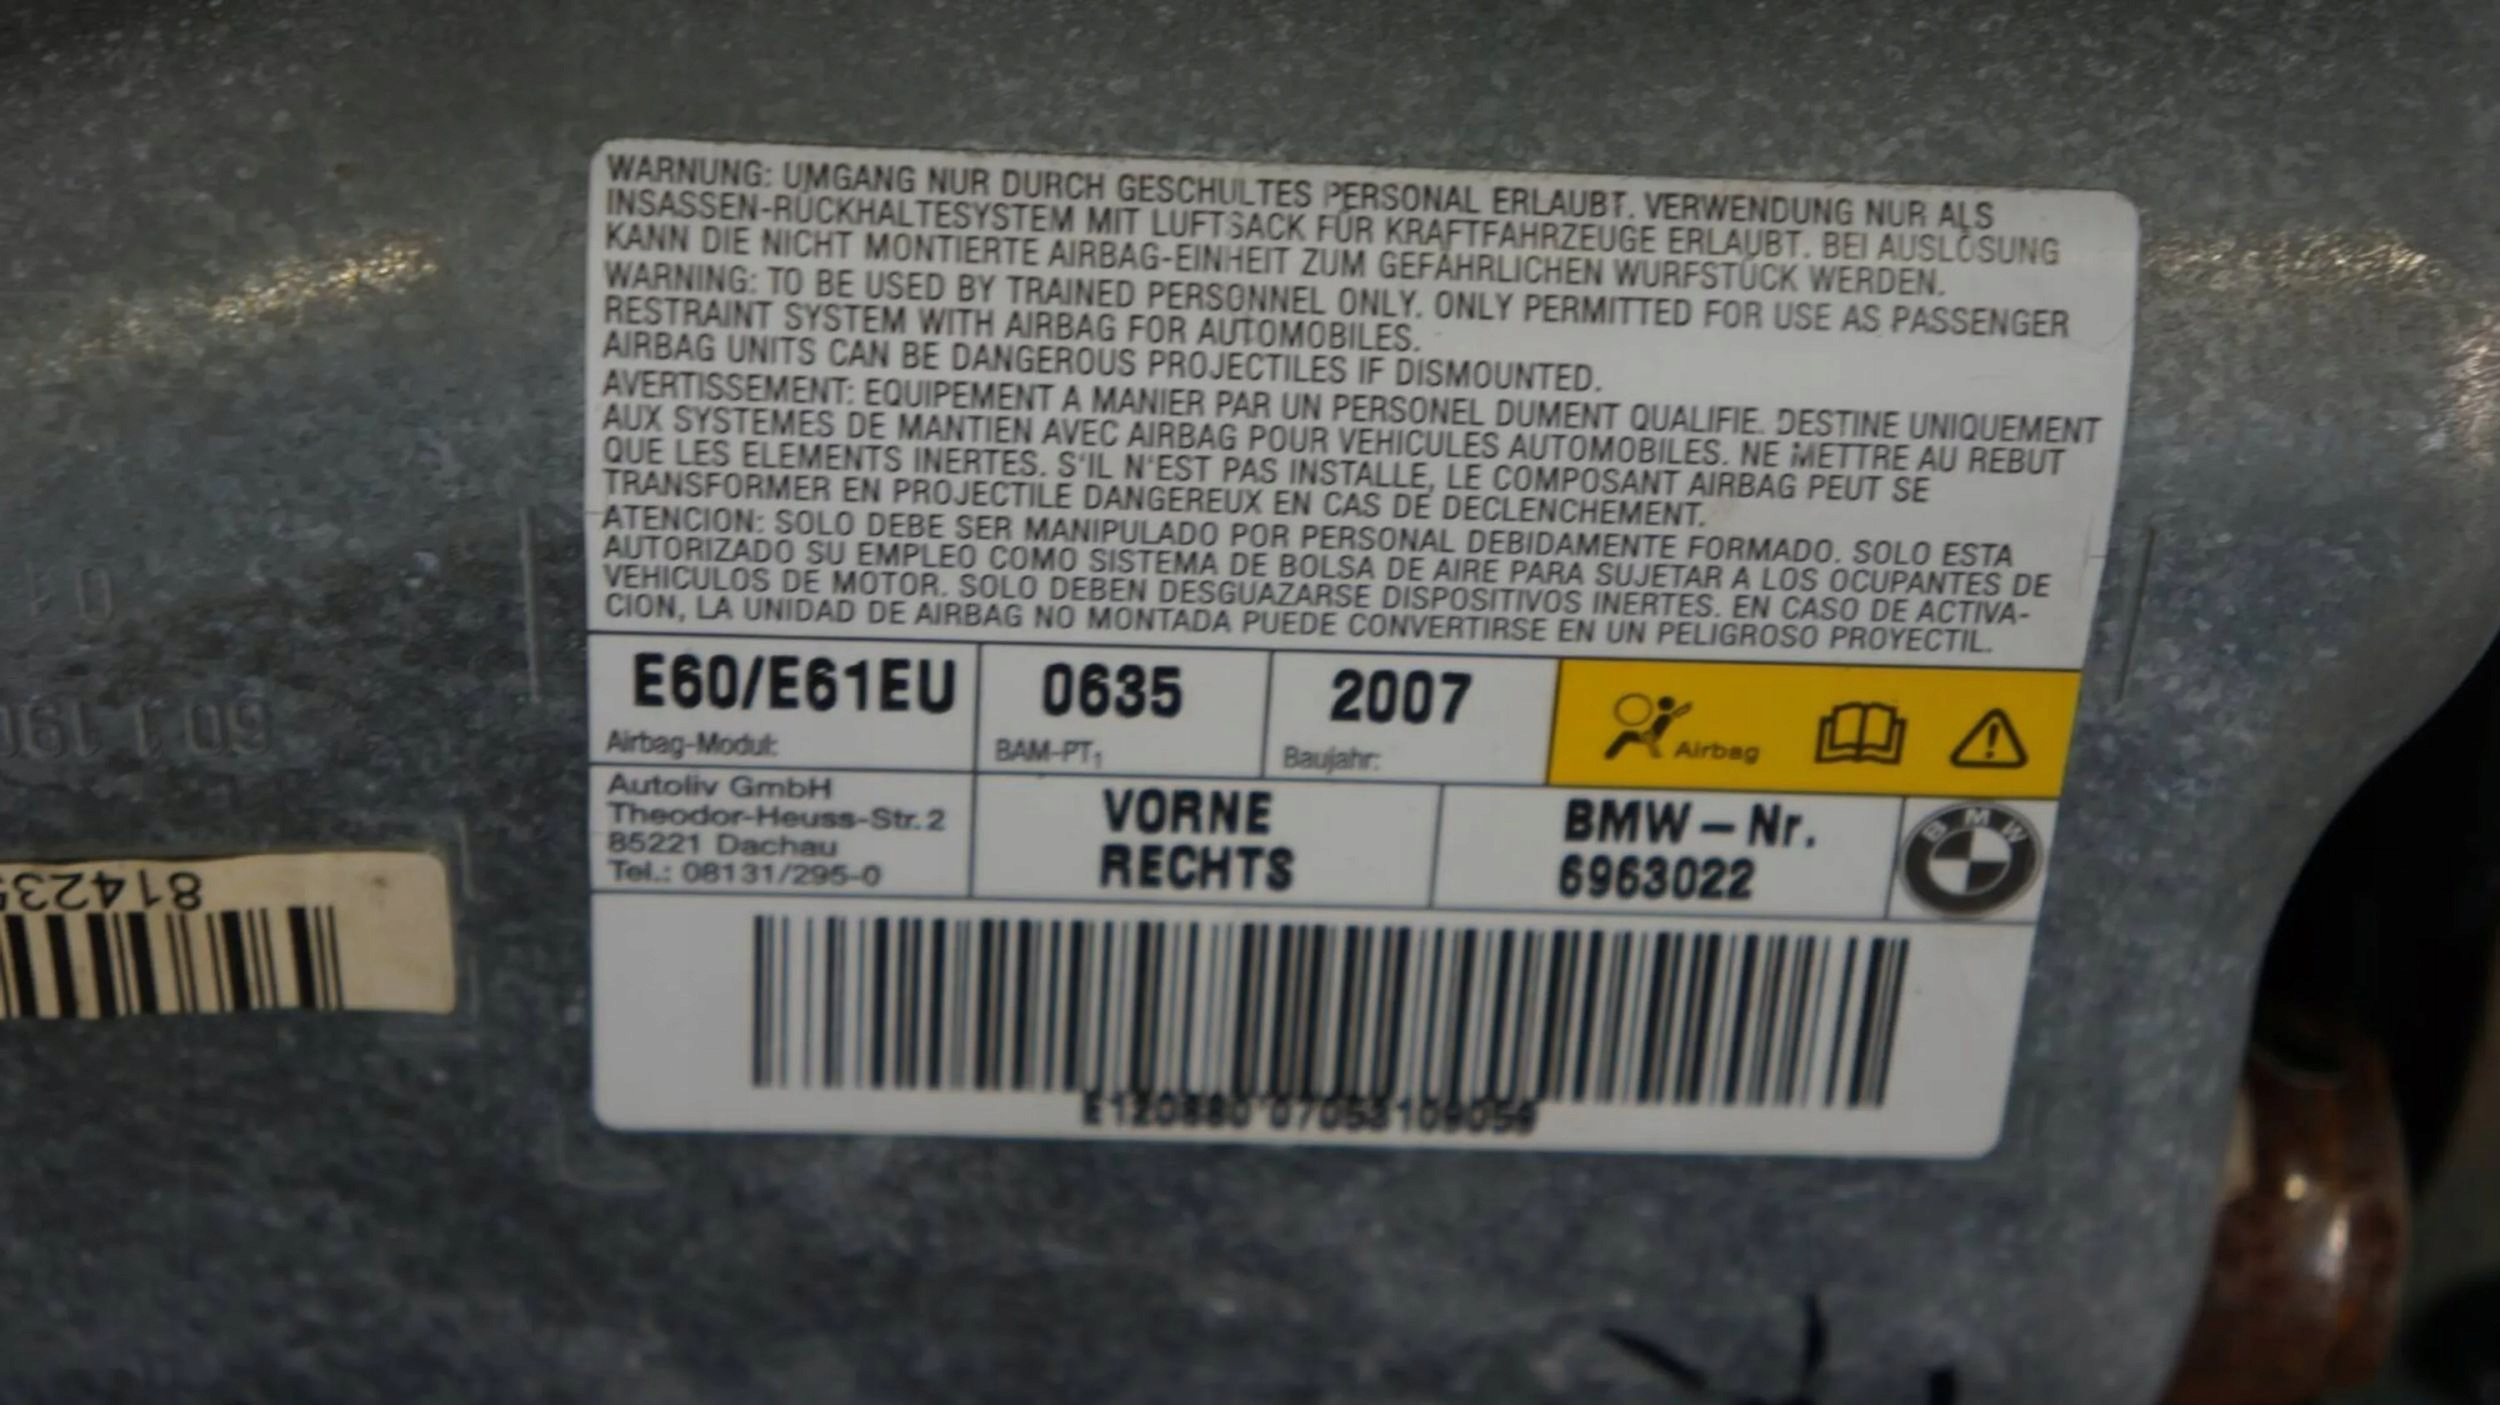 WARNUNG: UMGANG NUR DURCH GESCHULTES PERSONAL ERLAUBT. VERWENDUNG NUR ALS
INSASSEN-RÜCKHALTESYSTEM MIT LUFTSACK FÜR KRAFTFAHRZEUGE ERLAUBT. BEI AUSLÖSUNG
KANN DIE NICHT MONTIERTE AIRBAG-EINHEIT ZUM GEFÄHRLICHEN WURFSTÜCK WERDEN.
WARNING: TO BE USED BY TRAINED PERSONNEL ONLY. ONLY PERMITTED FOR USE AS PASSENGER
RESTRAINT SYSTEM WITH AIRBAG FOR AUTOMOBILES.
AIRBAG UNITS CAN BE DANGEROUS PROJECTILES IF DISMOUNTED.
AVERTISSEMENT: EQUIPEMENT A MANIER PAR UN PERSONEL DUMENT QUALIFIE. DESTINE UNIQUEMENT
AUX SYSTEMES DE MANTIEN AVEC AIRBAG POUR VEHICULES AUTOMOBILES. NE METTRE AU REBUT
QUE LES ELEMENTS INERTES. S'IL N'EST PAS INSTALLE, LE COMPOSANT AIRBAG PEUT SE
TRANSFORMER EN PROJECTILE DANGEREUX EN CAS DE DECLENCHEMENT.
ATENCION: SOLO DEBE SER MANIPULADO POR PERSONAL DEBIDAMENTE FORMADO. SOLO ESTA
AUTORIZADO SU EMPLEO COMO SISTEMA DE BOLSA DE AIRE PARA SUJETAR A LOS OCUPANTES DE
VEHICULOS DE MOTOR. SOLO DEBEN DESGUAZARSE DISPOSITIVOS INERTES. EN CASO DE ACTIVA-
CION, LA UNIDAD DE AIRBAG NO MONTADA PUEDE CONVERTIRSE EN UN PELIGROSO PROYECTIL.
E60/E61EU
Airbag-Modul:
0635
BAM-PT1
2007
Baujahr:
Airbag
Autoliv GmbH
Theodor-Heuss-Str. 2
85221 Dachau
Tel.: 08131/295-0
VORNE
RECHTS
BMW-Nr.
6963022
BMW